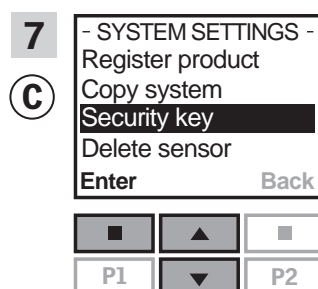 7
C
- SYSTEM SETTINGS -
Register product
Copy system
Security key
Delete sensor
Enter Back
P1 P2